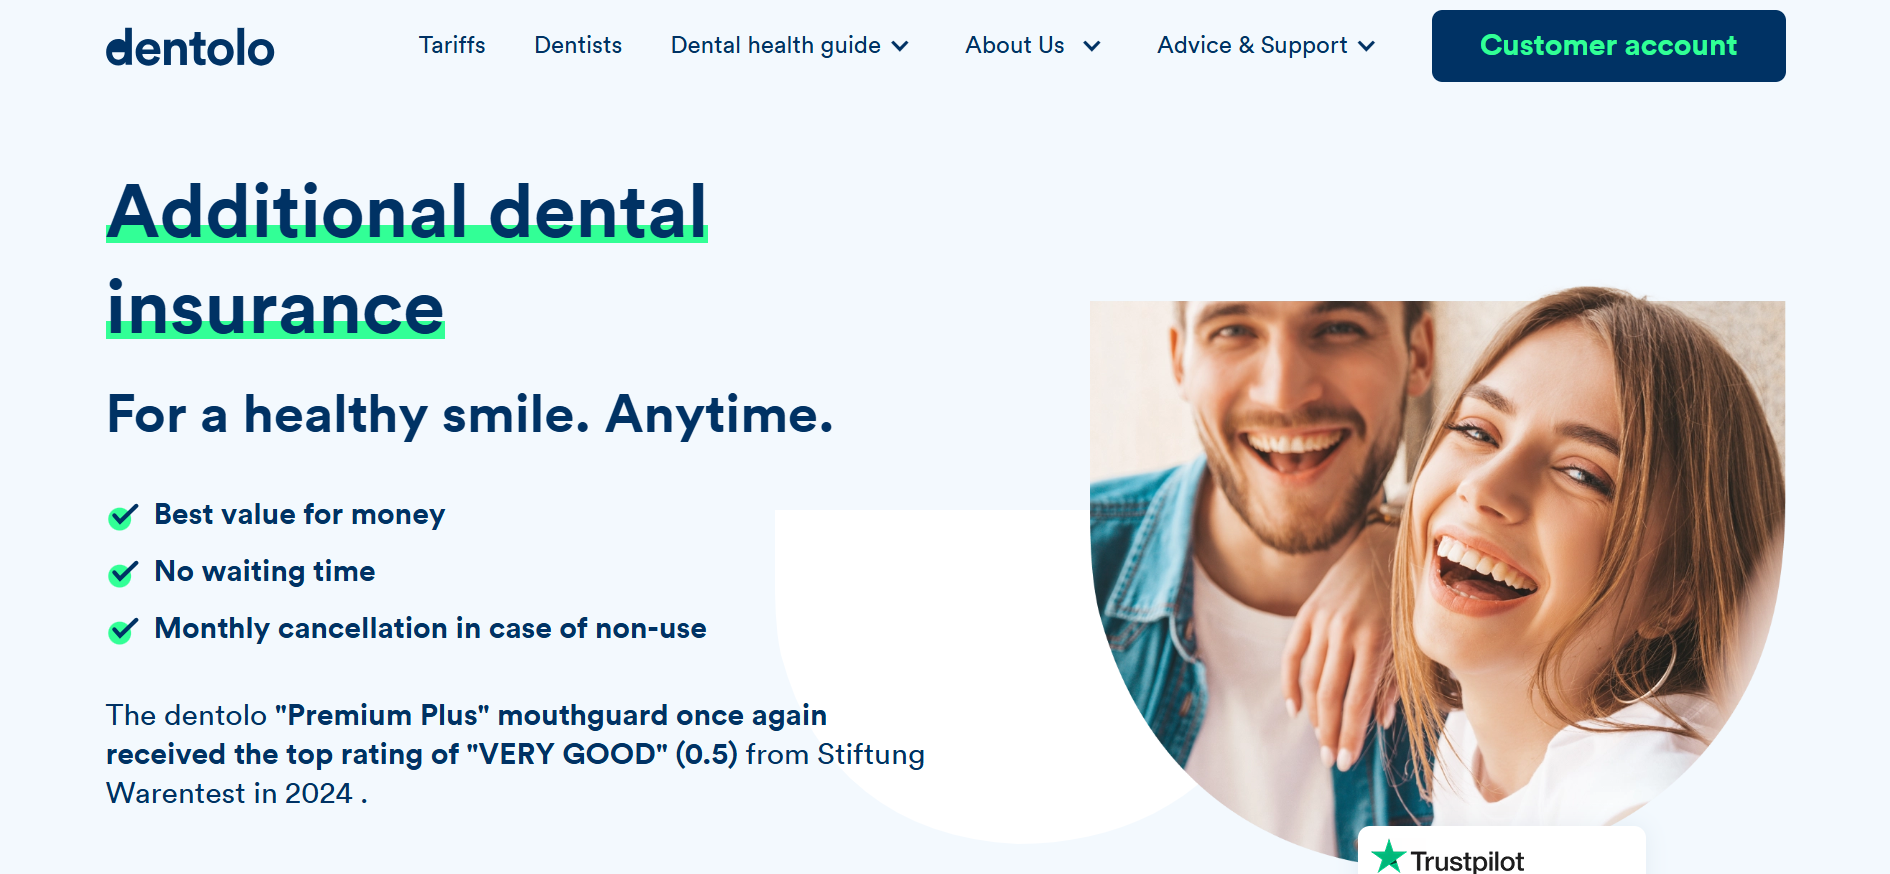 dentolo
Tariffs
Dentists
Dental health guide
About Us
Advice & Support
Customer account
Additional dental
insurance
For a healthy smile. Anytime.
Best value for money
No waiting time
Monthly cancellation in case of non-use
The dentolo "Premium Plus" mouthguard once again
received the top rating of "VERY GOOD" (0.5) from Stiftung
Warentest in 2024 .
Trustpilot